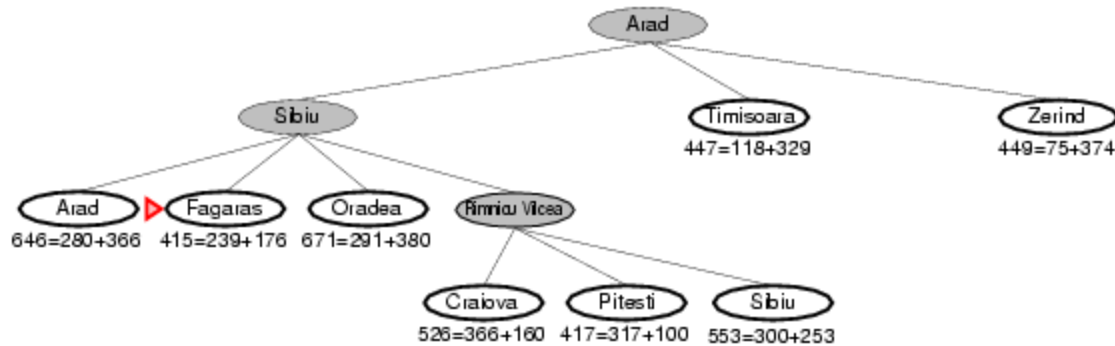 Arad
Sibiu
Timisoara
Zerind
447=118+329
449=75+374
Arad
Fagaras
Oradea
Rimnicu Vilcea
646=280+366
415=239+176
671=291+380
Craiova
Pitesti
Sibiu
526=366+160
417=317+100
553=300+253